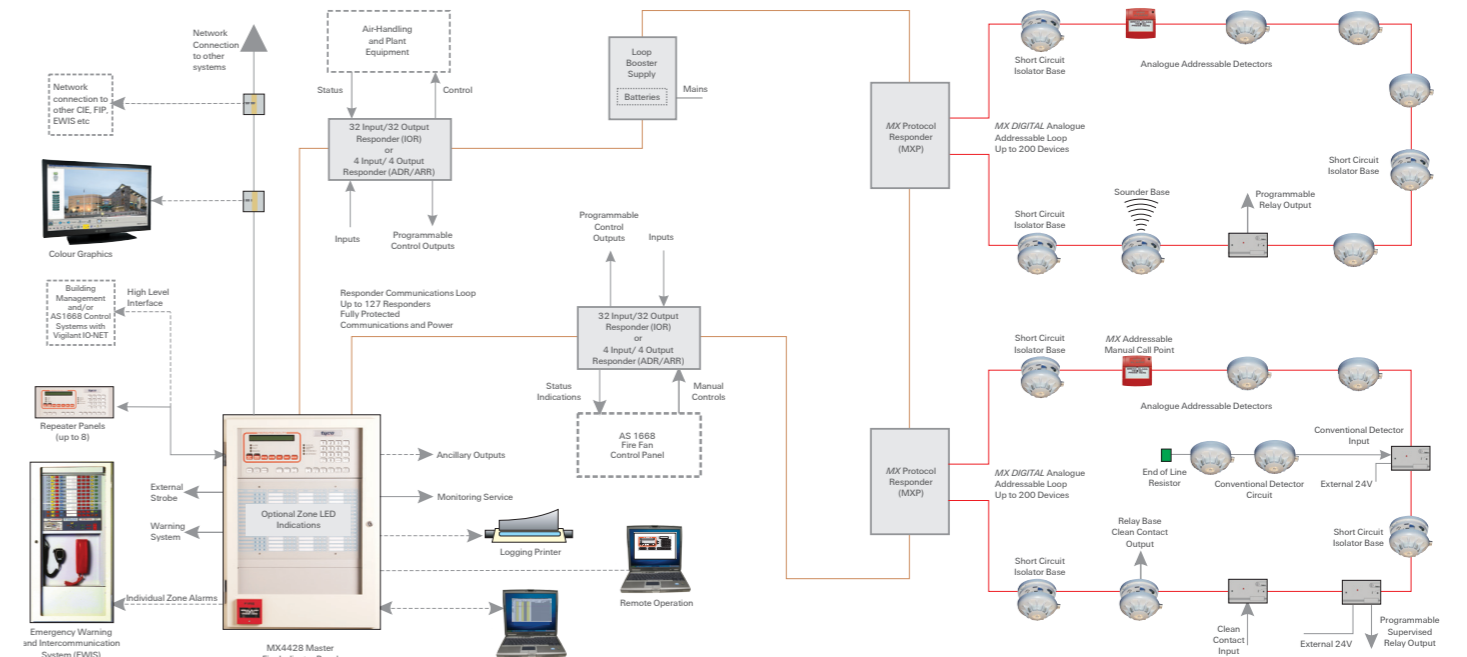 Network
Connection
to other
systems
Network
connection to
other CIE, FIP,
EWIS etc
Colour Graphics
Building
Management
and/or
AS1668 Control
Systems with
Vigilant IO-NET
High Level
Interface
Repeater Panels
(up to 8)
External
Strobe
Warning
System
Individual Zone Alarms
Emergency Warning
and Intercommunication
System (EWIS)
Optional Zone LED
Indications
MX4428 Master
Ancillary Outputs
Monitoring Service
Logging Printer
Remote Operation
Air-Handling
and Plant
Equipment
Status
Control
32 Input/32 Output
Responder (IOR)
or
4 Input/ 4 Output
Responder (ADR/ARR)
Inputs
Programmable
Control Outputs
Responder Communications Loop
Up to 127 Responders
Fully Protected
Communications and Power
Loop
Booster
Supply
Batteries
Mains
Programmable
Control
Outputs
Inputs
32 Input/32 Output
Responder (IOR)
or
4 Input/ 4 Output
Responder (ADR/ARR)
Status
Indications
Manual
Controls
AS 1668
Fire Fan
Control Panel
MX Protocol
Responder
(MXP)
MX DIGITAL Analogue
Addressable Loop
Up to 200 Devices
Short Circuit
Isolator Base
Analogue Addressable Detectors
Short Circuit
Isolator Base
Short Circuit
Isolator Base
Sounder Base
Programmable
Relay Output
MX Protocol
Responder
(MXP)
MX DIGITAL Analogue
Addressable Loop
Up to 200 Devices
Short Circuit
Isolator Base
MX Addressable
Manual Call Point
Analogue Addressable Detectors
Conventional Detector
Input
End of Line
Resistor
Conventional Detector
Circuit
External 24V
Short Circuit
Isolator Base
Relay Base
Clean Contact
Output
Short Circuit
Isolator Base
Clean
Contact
Input
External 24V
Programmable
Supervised
Relay Output